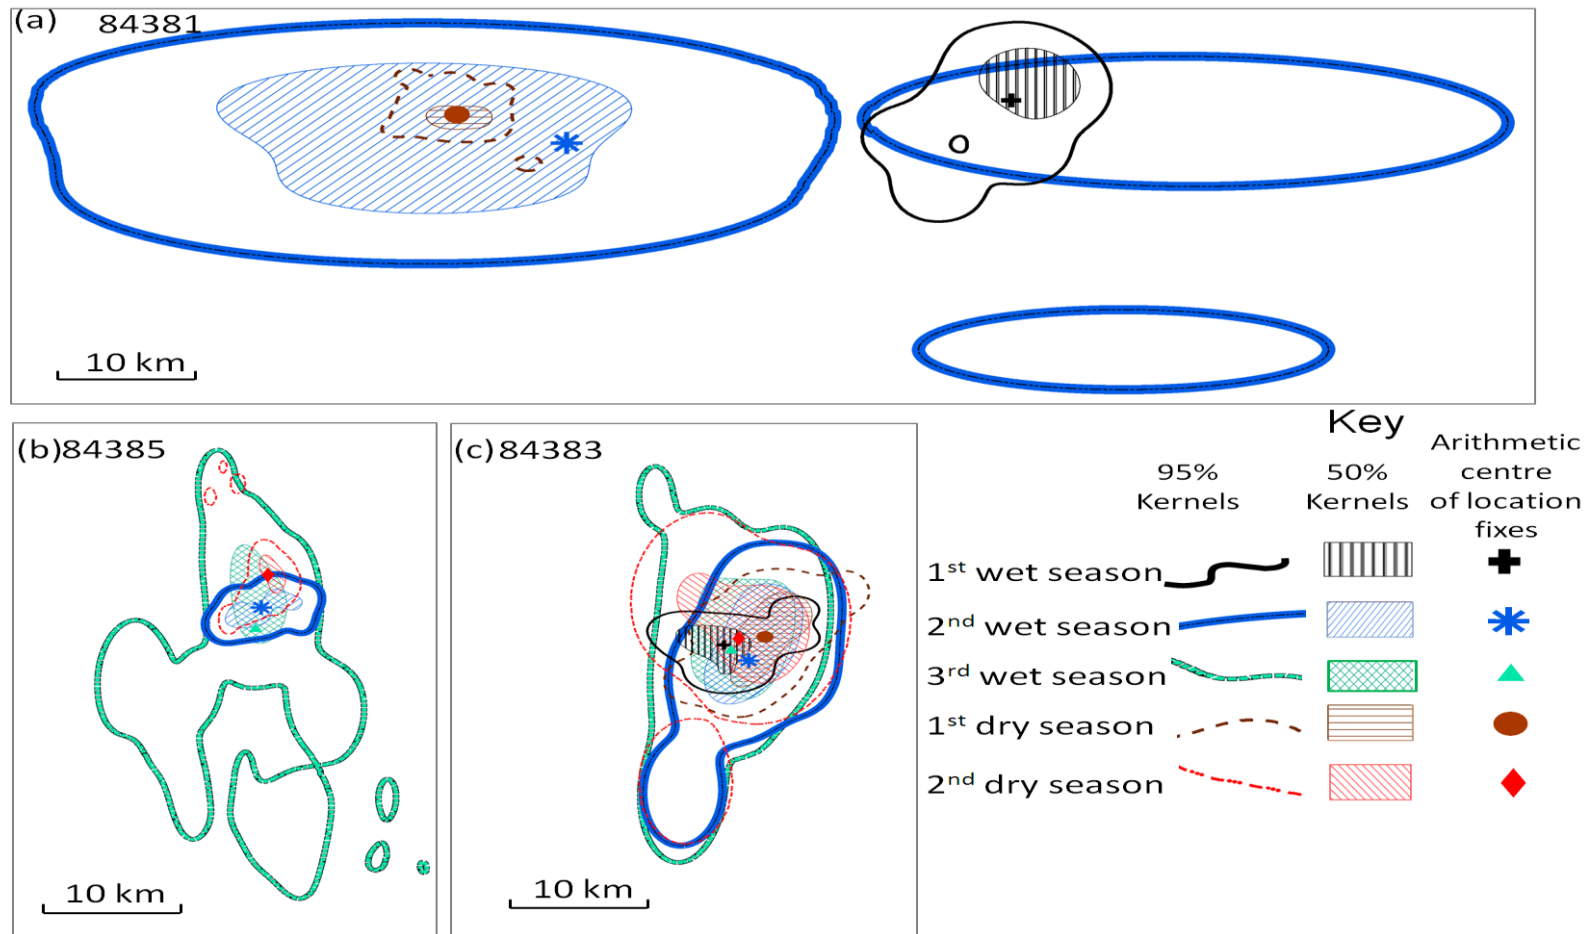 (a) 84381
10 km
(b)84385
10 km
(c)84383
10 km
Key
95%
Kernels
50%
Kernels
Arithmetic
centre
of location
fixes
1st wet season
2nd wet season
3rd wet season
1st dry season
2nd dry season